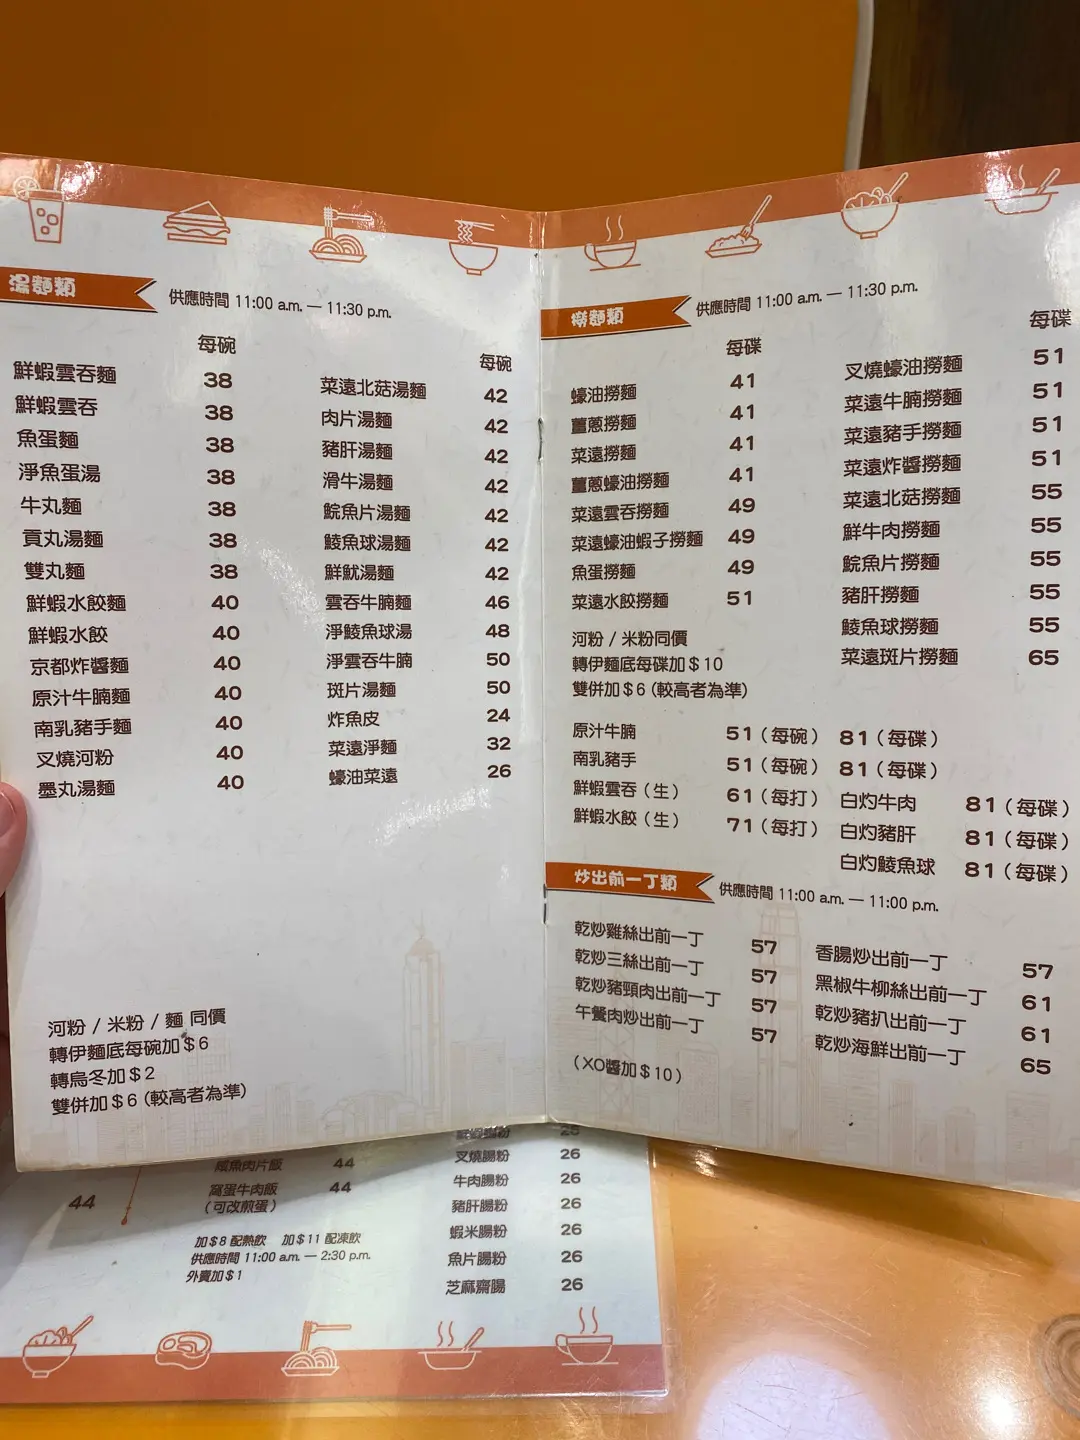 湯麵類
供應時間 11:00 a.m. — 11:30 p.m.
每碗
鮮蝦雲吞麵 38
鮮蝦雲吞 38
魚蛋麵 38
淨魚蛋湯 38
牛丸麵 38
貢丸湯麵 38
雙丸麵 38
鮮蝦水餃麵 40
鮮蝦水餃 40
京都炸醬麵 40
原汁牛腩麵 40
南乳豬手麵 40
叉燒河粉 40
墨丸湯麵 40
每碗
菜遠北菇湯麵 42
肉片湯麵 42
豬肝湯麵 42
滑牛湯麵 42
鯇魚片湯麵 42
鯪魚球湯麵 42
鮮魷湯麵 42
雲吞牛腩麵 46
淨鯪魚球湯 48
淨雲吞牛腩 50
斑片湯麵 50
炸魚皮 24
菜遠淨麵 32
蠔油菜遠 26
河粉 / 米粉 / 麵 同價
轉伊麵底每碗加＄6
轉烏冬加＄2
雙併加＄6 (較高者為準)
撈麵類
供應時間 11:00 a.m. — 11:30 p.m.
每碟
蠔油撈麵 41
薑蔥撈麵 41
菜遠撈麵 41
薑蔥蠔油撈麵 41
菜遠雲吞撈麵 49
菜遠蠔油蝦子撈麵 49
魚蛋撈麵 49
菜遠水餃撈麵 51
每碟
叉燒蠔油撈麵 51
菜遠牛腩撈麵 51
菜遠豬手撈麵 51
菜遠炸醬撈麵 51
菜遠北菇撈麵 55
鮮牛肉撈麵 55
鯇魚片撈麵 55
豬肝撈麵 55
鯪魚球撈麵 55
菜遠斑片撈麵 65
河粉 / 米粉同價
轉伊麵底每碟加＄10
雙併加＄6 (較高者為準)
原汁牛腩 51（每碗） 81（每碟）
南乳豬手 51（每碗） 81（每碟）
鮮蝦雲吞（生） 61（每打）
鮮蝦水餃（生） 71（每打）
白灼牛肉 81（每碟）
白灼豬肝 81（每碟）
白灼鯪魚球 81（每碟）
炒出前一丁類
供應時間 11:00 a.m. — 11:00 p.m.
乾炒雞絲出前一丁 57
乾炒三絲出前一丁 57
乾炒豬頸肉出前一丁 57
午餐肉炒出前一丁 57
（XO醬加＄10）
香腸炒出前一丁 57
黑椒牛柳絲出前一丁 61
乾炒豬扒出前一丁 61
乾炒海鮮出前一丁 65
44
鹹魚肉片飯 44
窩蛋牛肉飯 44
（可改煎蛋）
加＄8 配熱飲 加＄11 配凍飲
供應時間 11:00 a.m. — 2:30 p.m.
外賣加＄1
叉燒腸粉 26
牛肉腸粉 26
豬肝腸粉 26
蝦米腸粉 26
魚片腸粉 26
芝麻齋腸 26